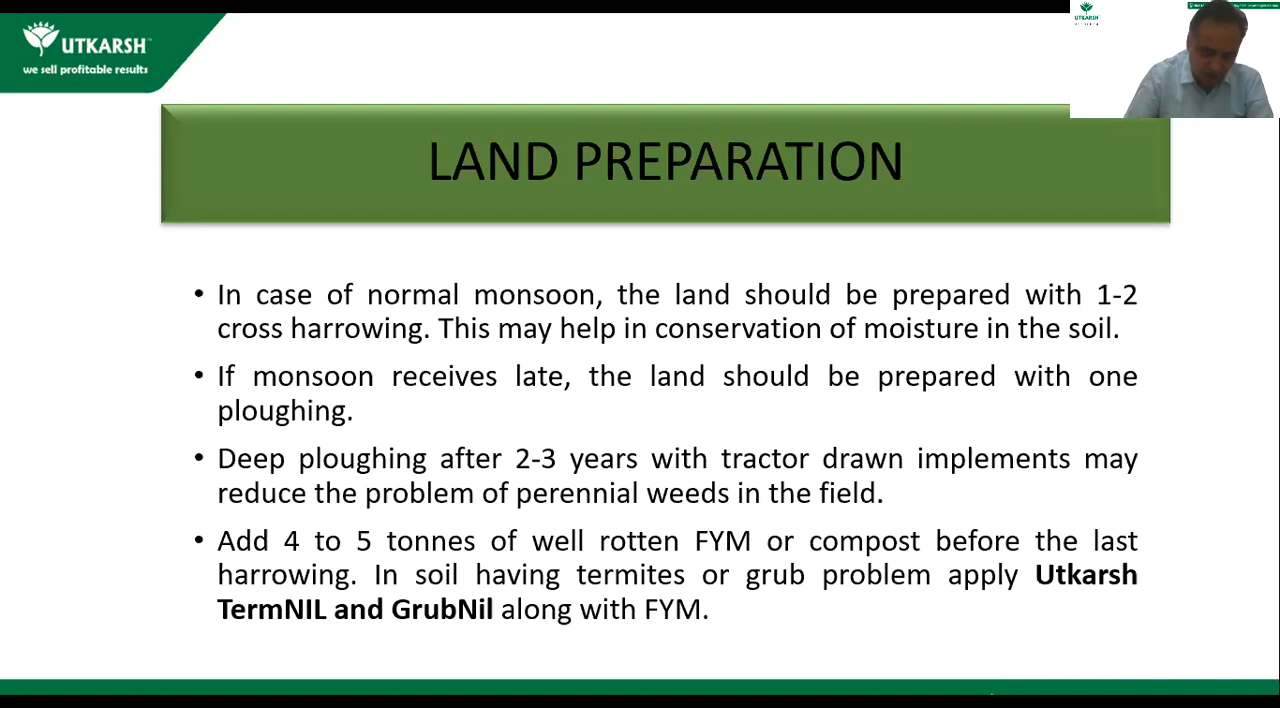 UTKARSH™
we sell profitable results
UTKARSH
LAND PREPARATION
• In case of normal monsoon, the land should be prepared with 1-2
cross harrowing. This may help in conservation of moisture in the soil.
• If monsoon receives late, the land should be prepared with one
ploughing.
• Deep ploughing after 2-3 years with tractor drawn implements may
reduce the problem of perennial weeds in the field.
• Add 4 to 5 tonnes of well rotten FYM or compost before the last
harrowing. In soil having termites or grub problem apply Utkarsh
TermNIL and GrubNil along with FYM.